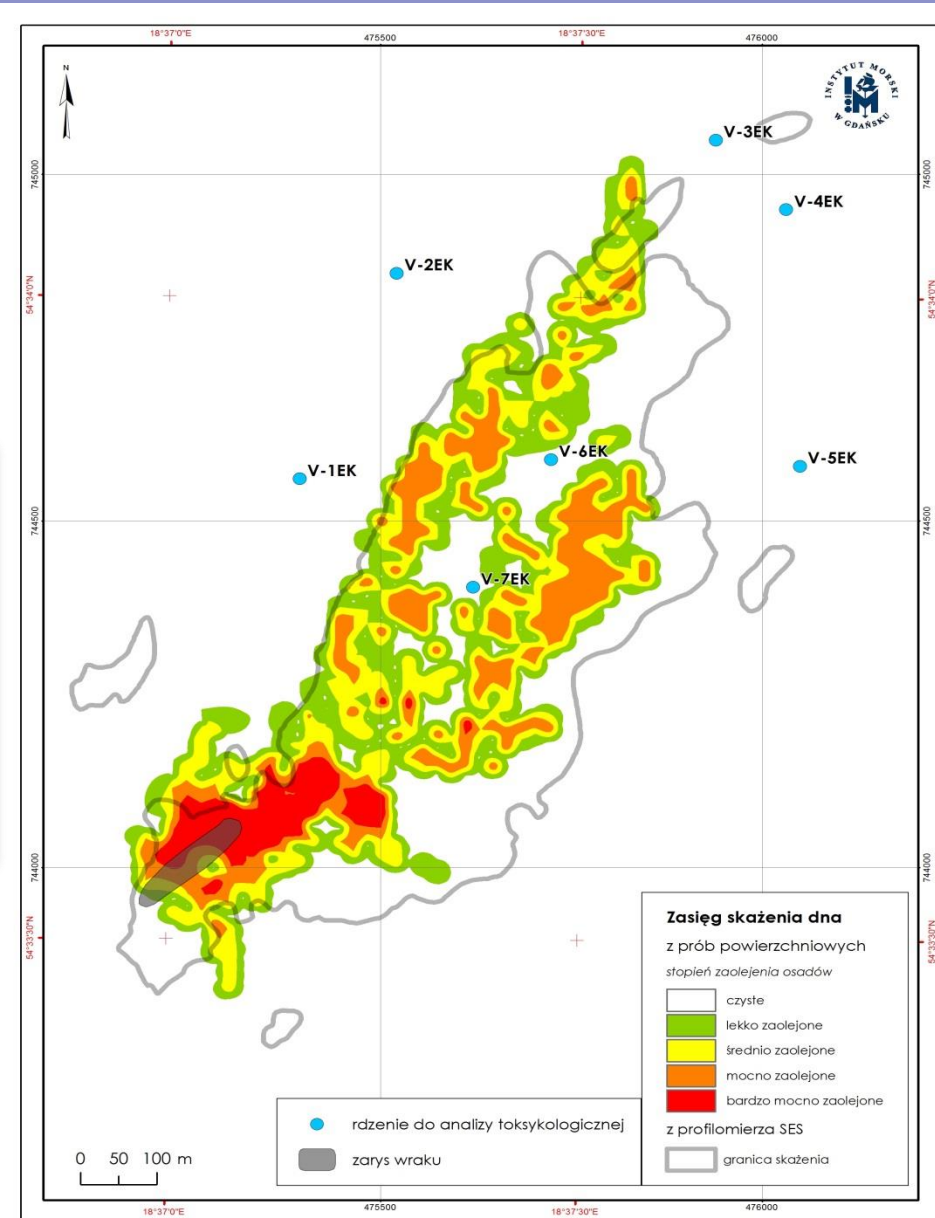 18°37'0"E
475500
18°37'30"E
476000
N
INSTYTUT MORSKI
W GDAŃSKU
V-3EK
745000
745000
V-4EK
V-2EK
54°34'0"N
54°34'0"N
V-6EK
V-5EK
V-1EK
744500
744500
V-7EK
744000
744000
54°33'30"N
54°33'30"N
Zasięg skażenia dna
z prób powierzchniowych
stopień zaolejenia osadów
czyste
lekko zaolejone
średnio zaolejone
mocno zaolejone
bardzo mocno zaolejone
z profilomierza SES
granica skażenia
rdzenie do analizy toksykologicznej
zarys wraku
0 50 100 m
18°37'0"E
475500
18°37'30"E
476000